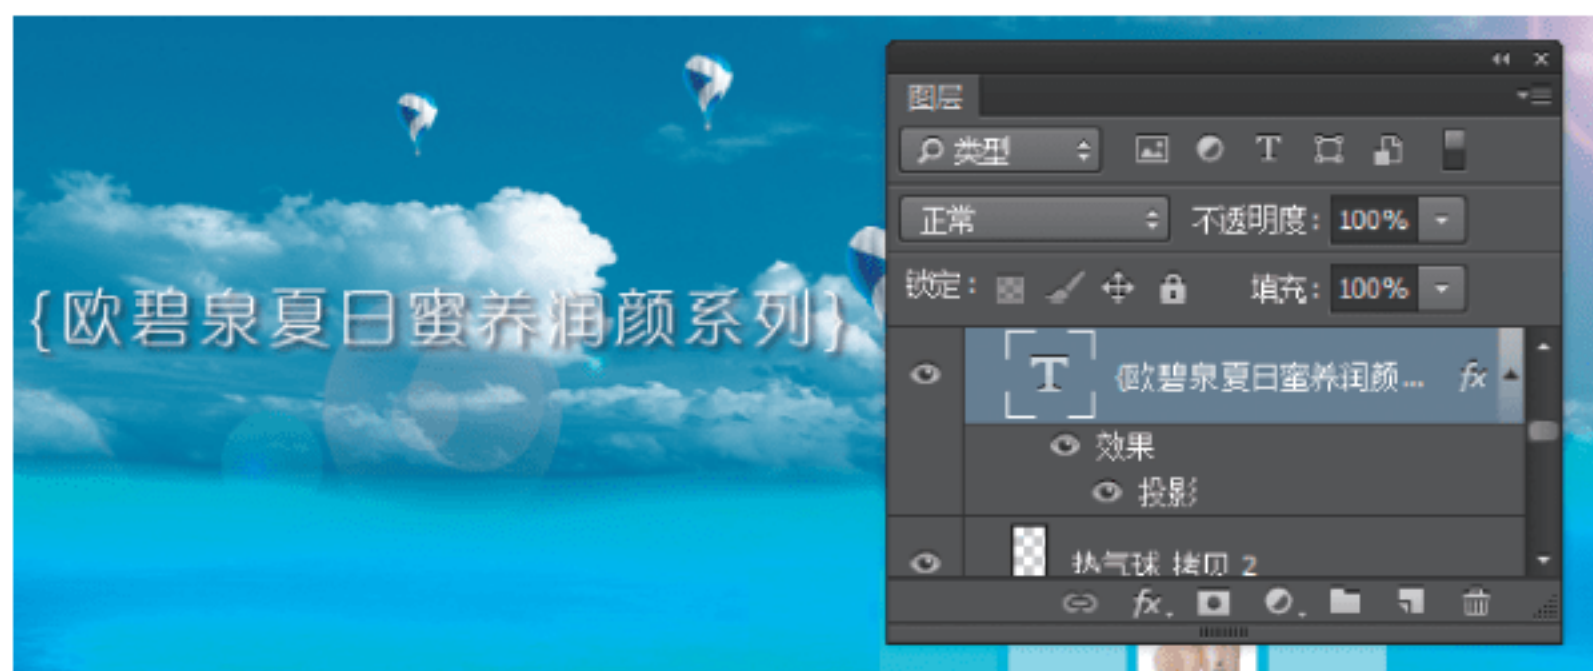 {欧碧泉夏日蜜养润颜系列}
图层
类型
正常
不透明度: 100%
锁定:
填充: 100%
T {欧碧泉夏日蜜养润颜... fx
效果
投影
热气球 拷贝 2
fx